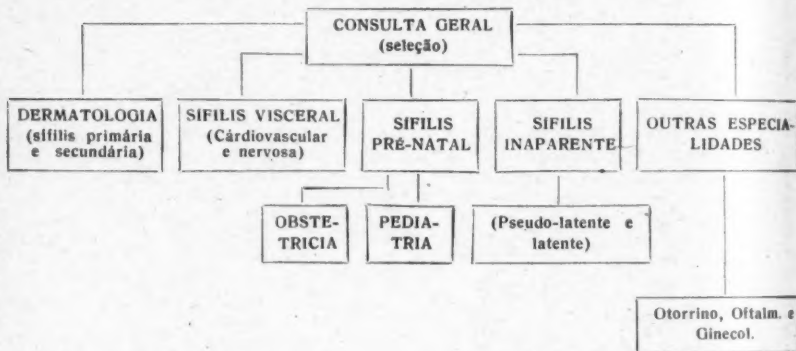 CONSULTA GERAL
(seleção)
DERMATOLOGIA
(sífilis primária
e secundária)
SÍFILIS VISCERAL
(Cárdiovascular
e nervosa)
SÍFILIS
PRÉ-NATAL
SÍFILIS
INAPARENTE
OUTRAS ESPECIA-
LIDADES
OBSTE-
TRICIA
PEDIA-
TRIA
(Pseudo-latente e
latente)
Otorrino, Oftalm. e
Ginecol.